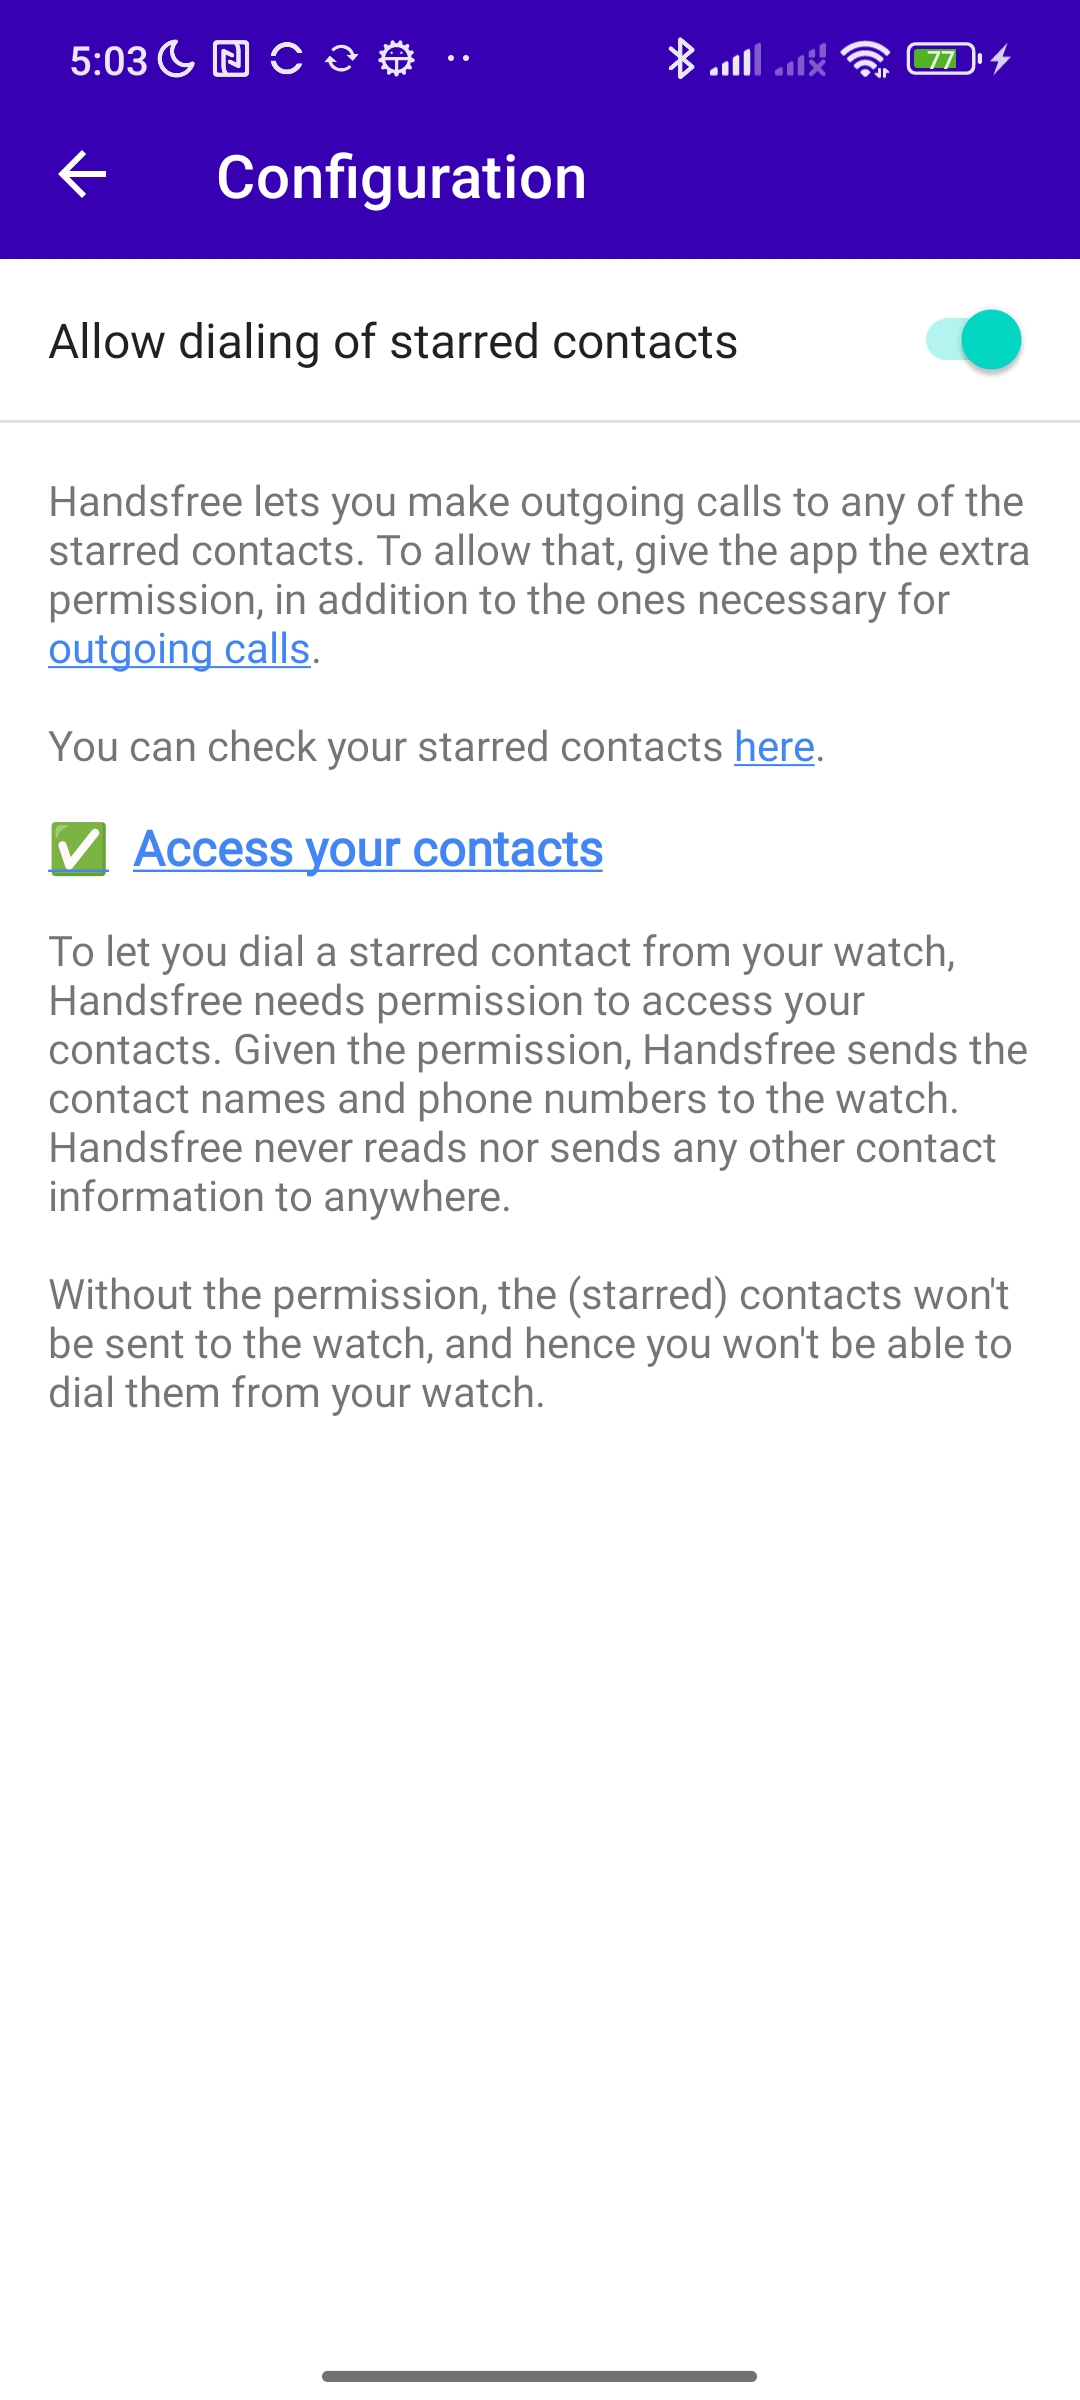 5:03
77
Configuration
Allow dialing of starred contacts
Handsfree lets you make outgoing calls to any of the
starred contacts. To allow that, give the app the extra
permission, in addition to the ones necessary for
outgoing calls.
You can check your starred contacts here.
✅ Access your contacts
To let you dial a starred contact from your watch,
Handsfree needs permission to access your
contacts. Given the permission, Handsfree sends the
contact names and phone numbers to the watch.
Handsfree never reads nor sends any other contact
information to anywhere.
Without the permission, the (starred) contacts won't
be sent to the watch, and hence you won't be able to
dial them from your watch.